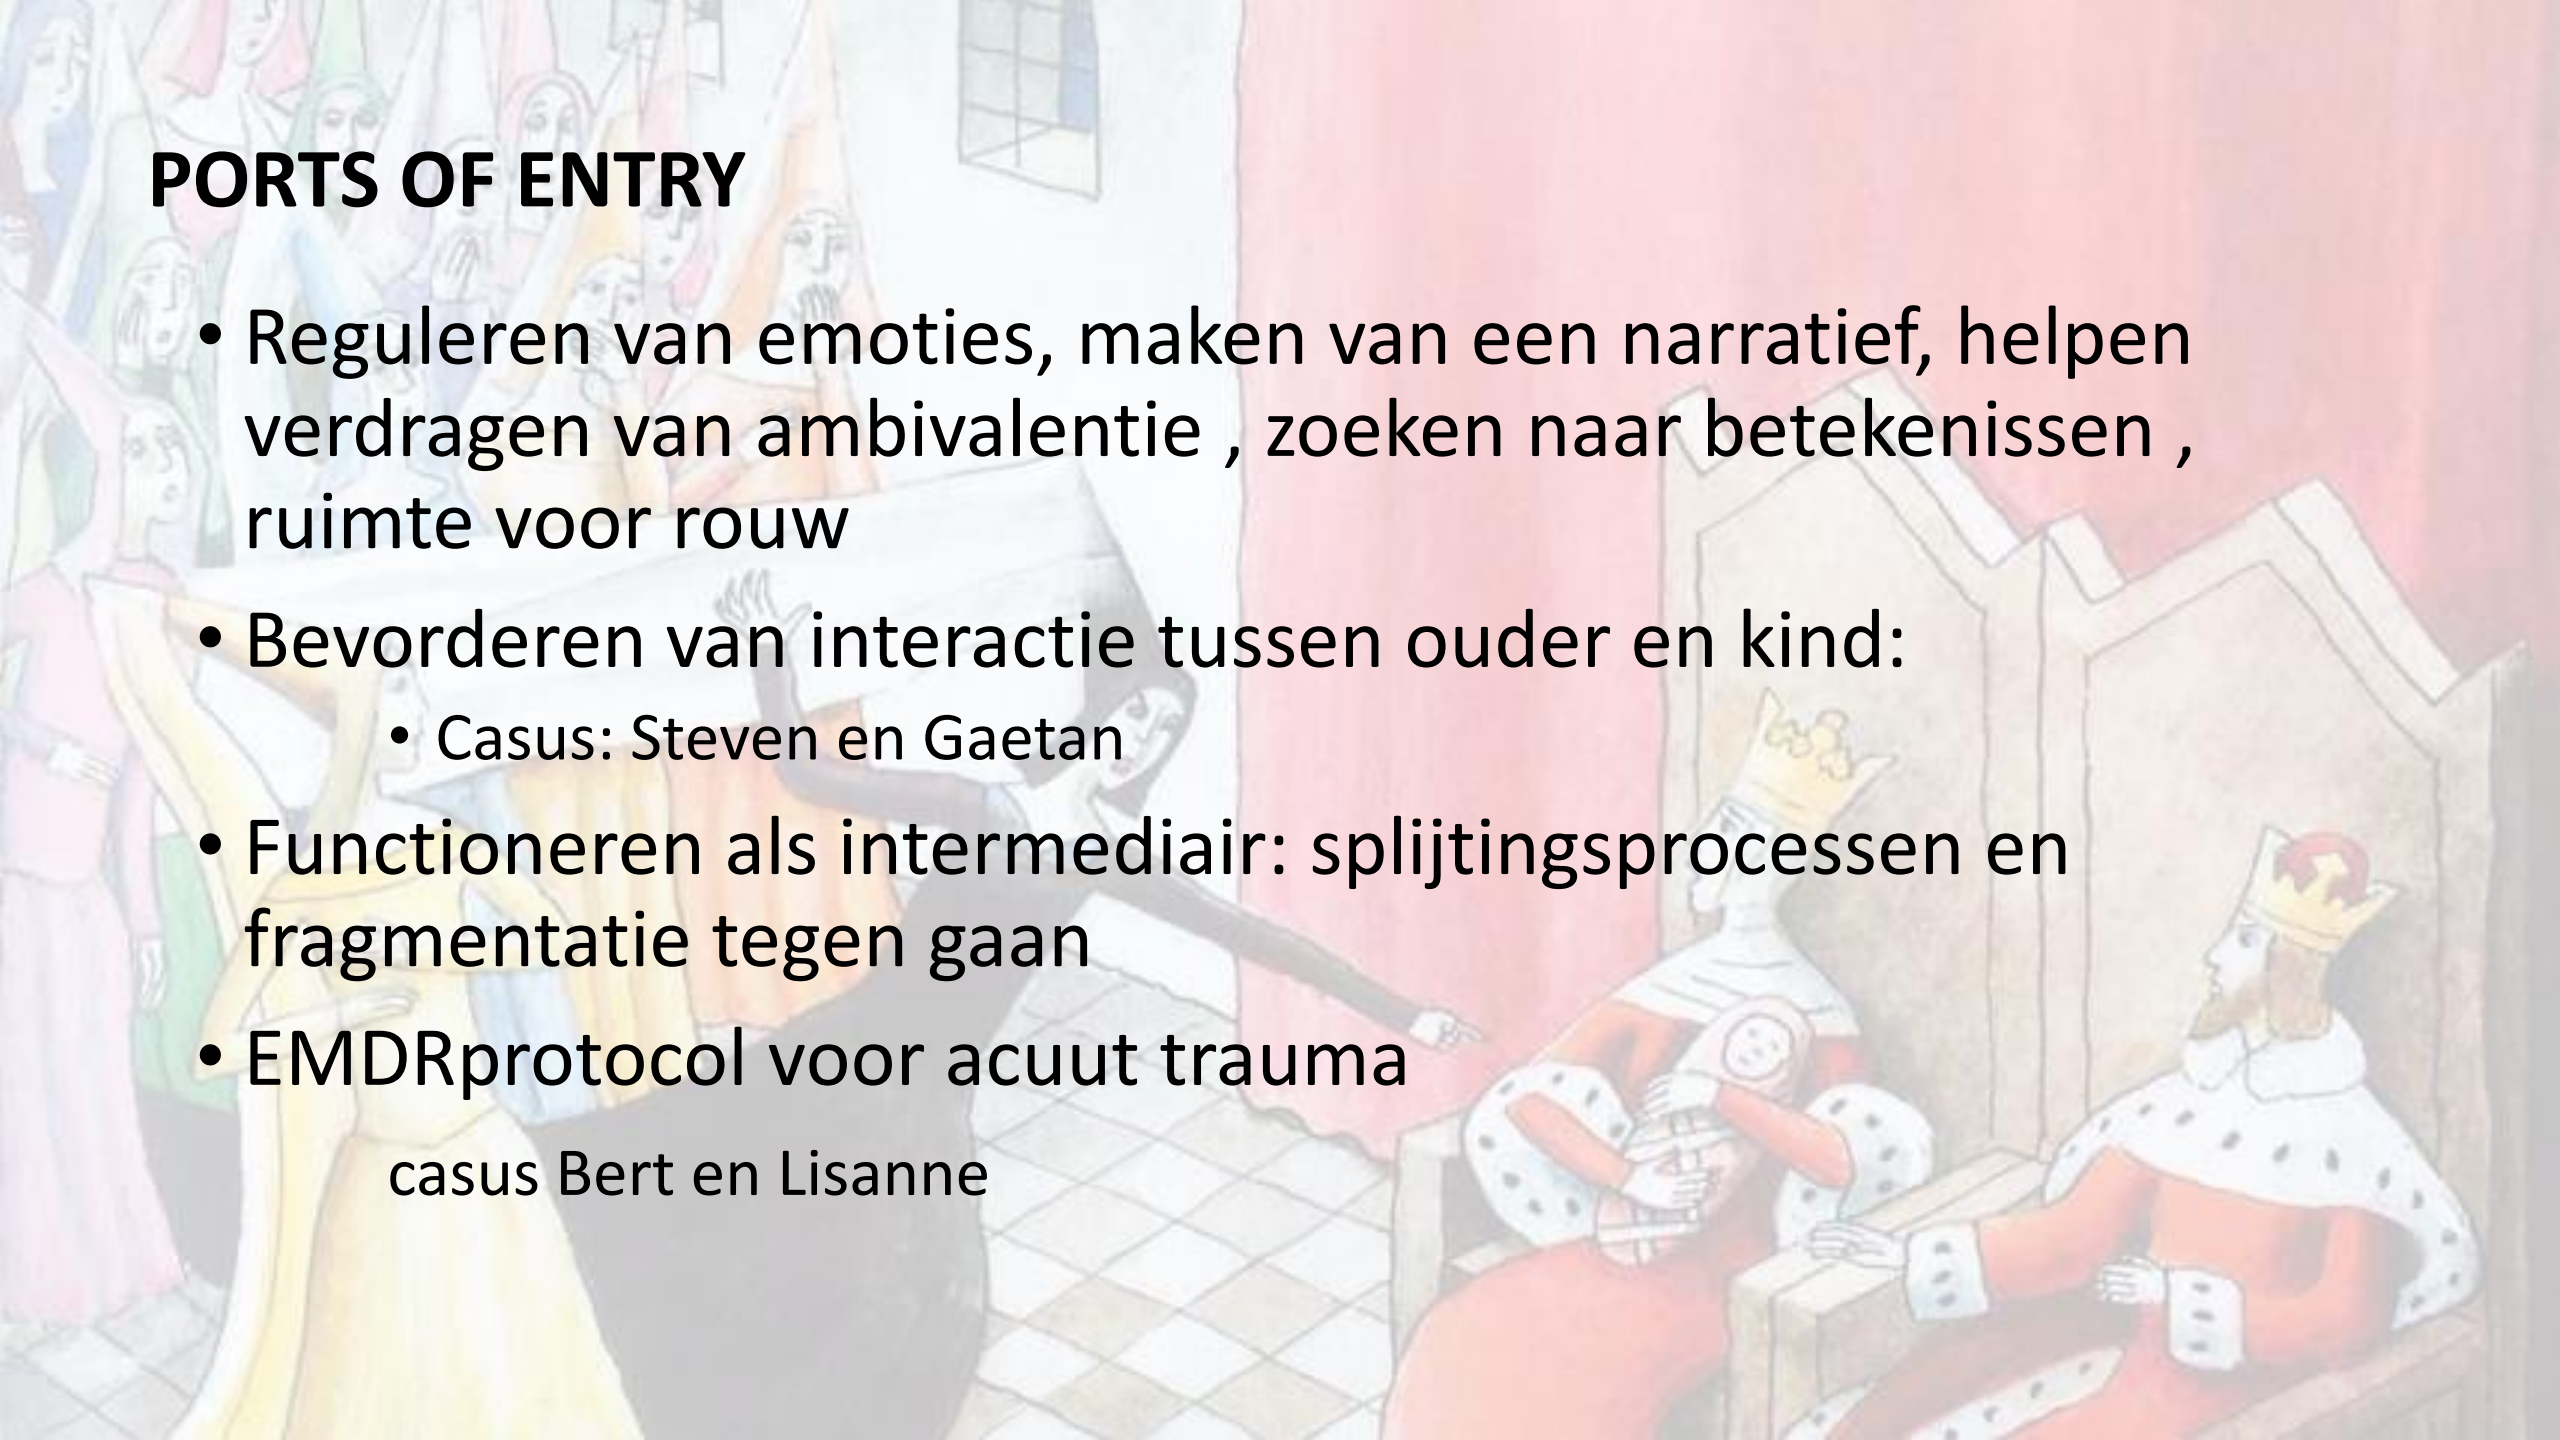 PORTS OF ENTRY
• Reguleren van emoties, maken van een narratief, helpen
verdragen van ambivalentie , zoeken naar betekenissen ,
ruimte voor rouw
• Bevorderen van interactie tussen ouder en kind:
• Casus: Steven en Gaetan
• Functioneren als intermediair: splijtingsprocessen en
fragmentatie tegen gaan
• EMDRprotocol voor acuut trauma
casus Bert en Lisanne